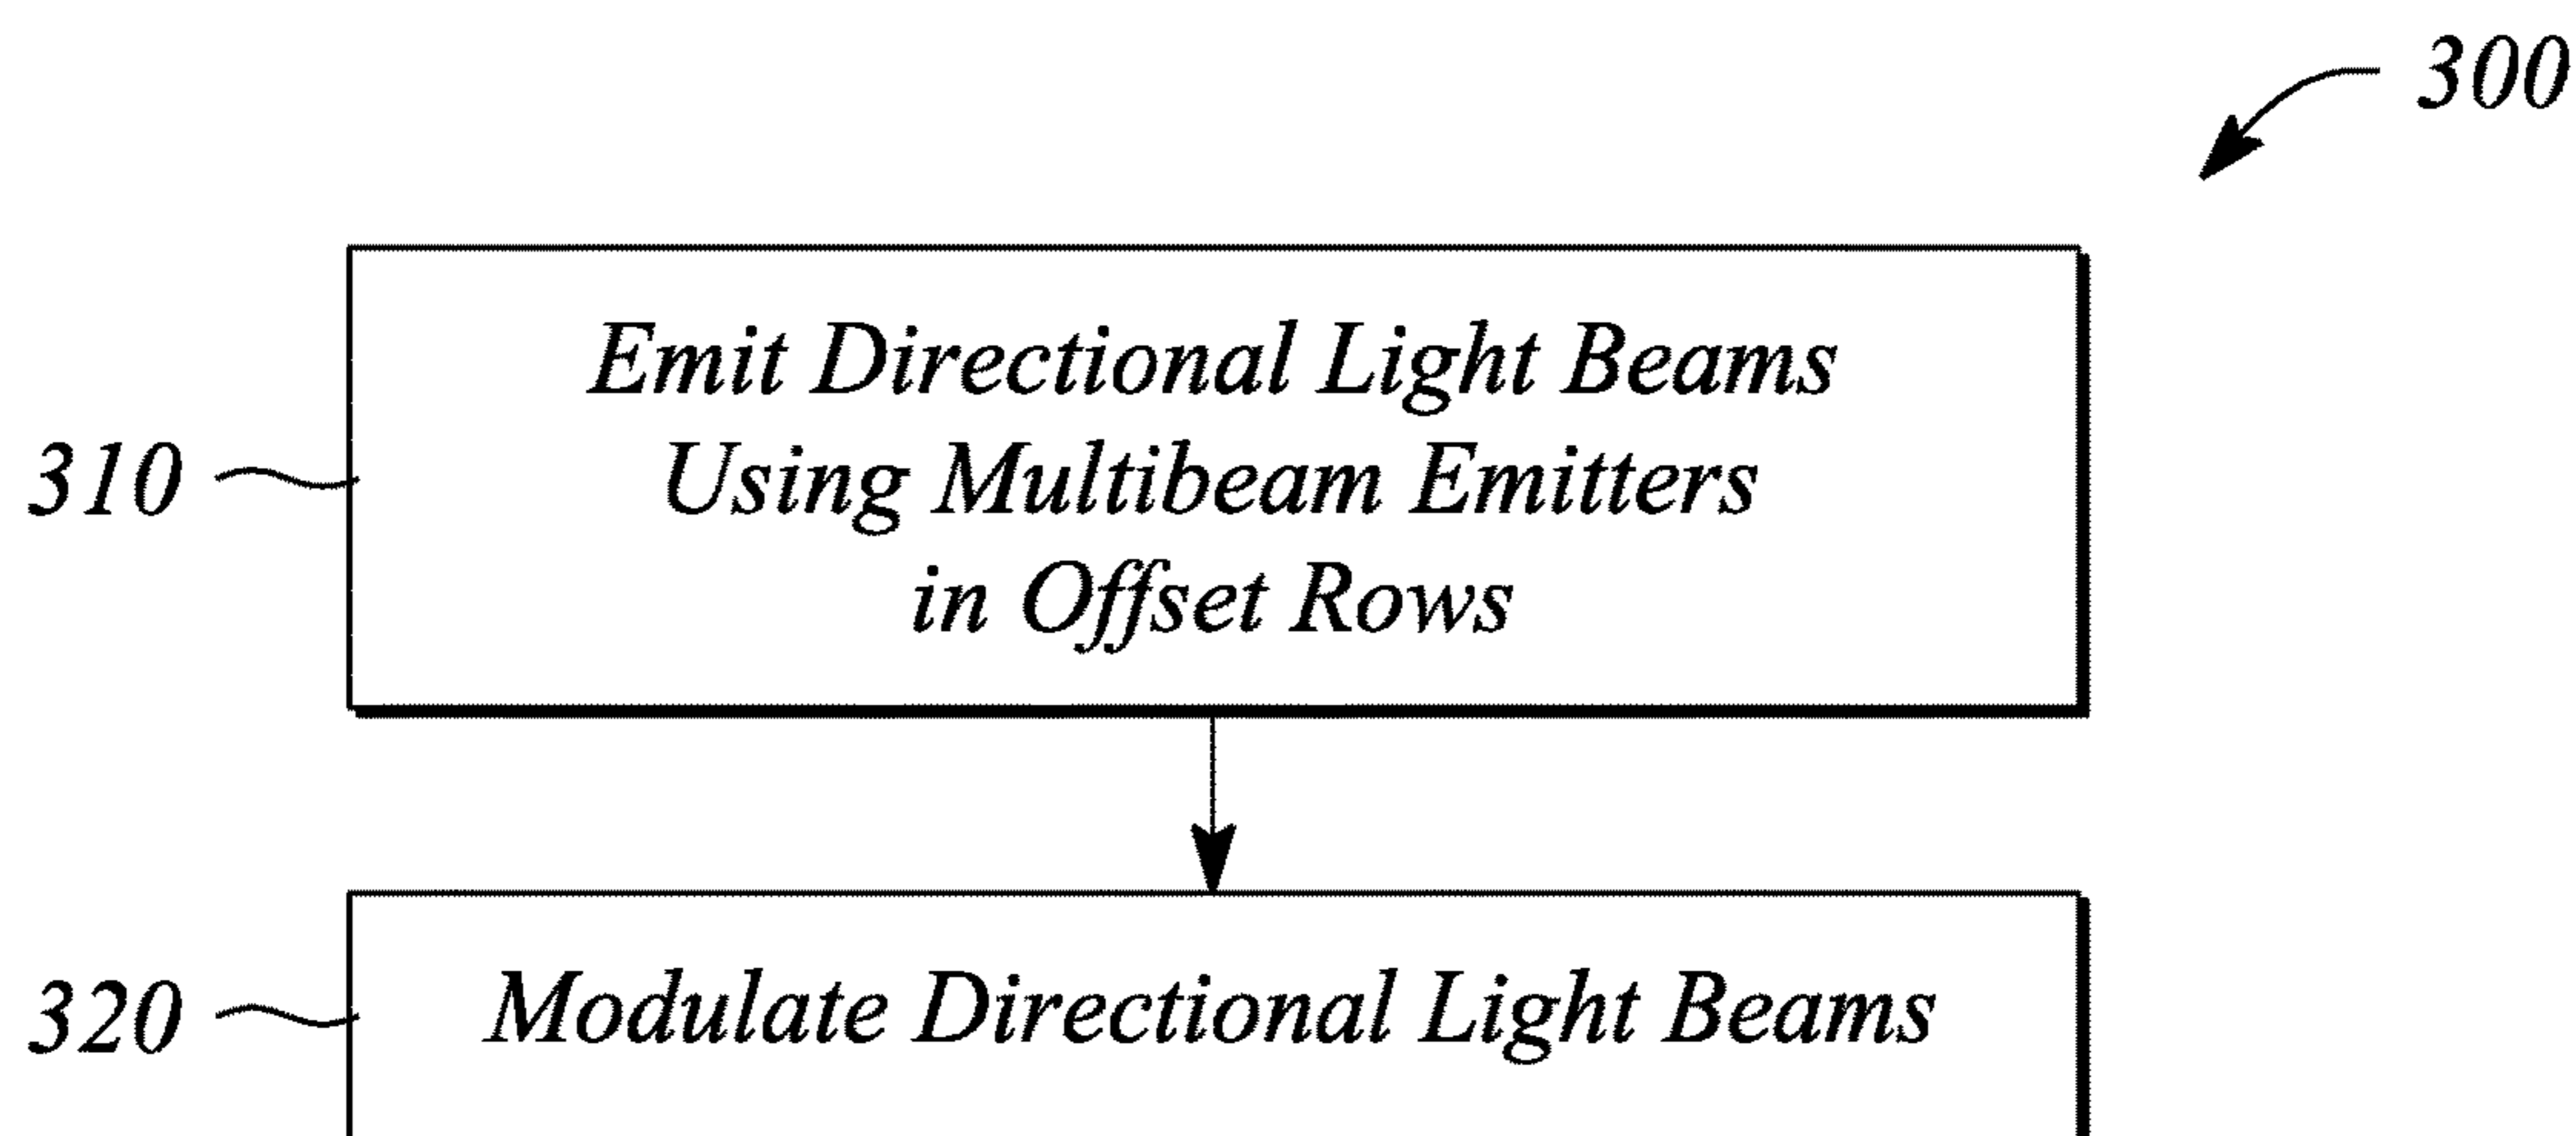 300
Emit Directional Light Beams
310
Using Multibeam Emitters
in Offset Rows
320
Modulate Directional Light Beams